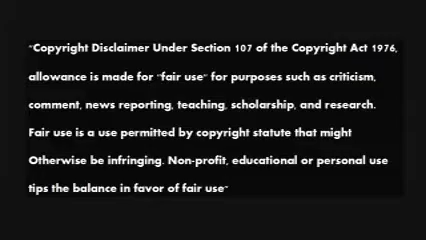 "Copyright Disclaimer Under Section 107 of the Copyright Act 1976,
allowance is made for "fair use" for purposes such as criticism,
comment, news reporting, teaching, scholarship, and research.
Fair use is a use permitted by copyright statute that might
Otherwise be infringing. Non-profit, educational or personal use
tips the balance in favor of fair use"